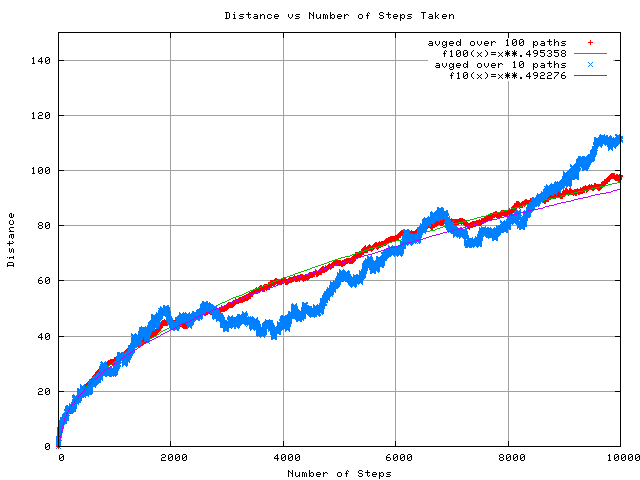 Distance vs Number of Steps Taken
avged over 100 paths
f100(x)=x**.495358
avged over 10 paths
f10(x)=x**.492276
140
120
100
80
60
40
20
0
Distance
0 2000 4000 6000 8000 10000
Number of Steps